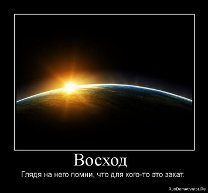 Восход
Глядя на него помни, что для кого-то это закат.